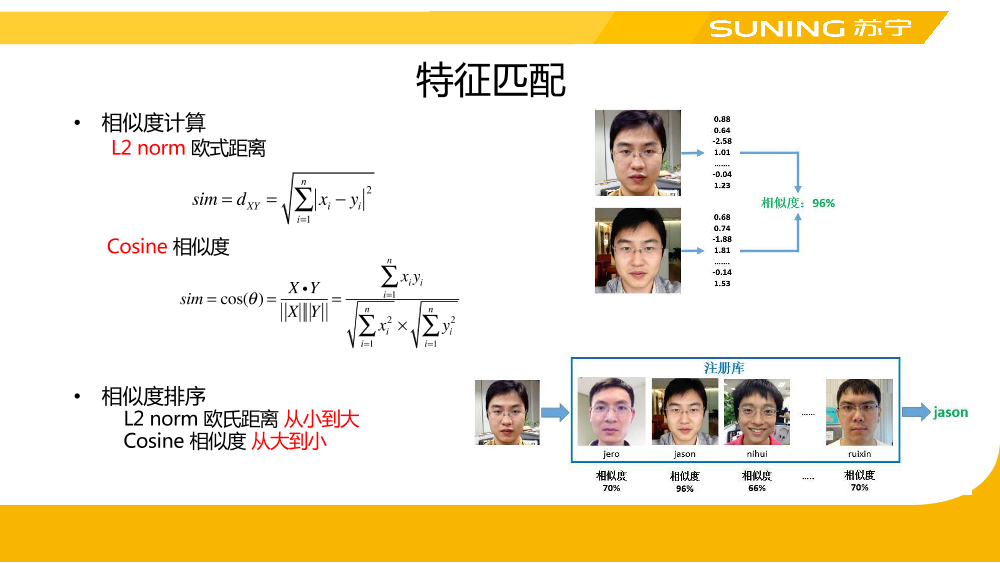 SUNING 苏宁
特征匹配
• 相似度计算
L2 norm 欧式距离
sim = d_{XY} = \sqrt{\sum_{i=1}^{n} |x_i - y_i|^2}
Cosine 相似度
sim = cos(θ) = \frac{X • Y}{||X|| ||Y||} = \frac{\sum_{i=1}^{n} x_i y_i}{\sqrt{\sum_{i=1}^{n} x_i^2} × \sqrt{\sum_{i=1}^{n} y_i^2}}
• 相似度排序
L2 norm 欧氏距离 从小到大
Cosine 相似度 从大到小
0.88
0.64
-2.58
1.01
.......
-0.04
1.23
相似度：96%
0.68
0.74
-1.88
1.81
.......
-0.14
1.53
注册库
...... jason
jero jason nihui ruixin
相似度 相似度 相似度 ..... 相似度
70% 96% 66% 70%